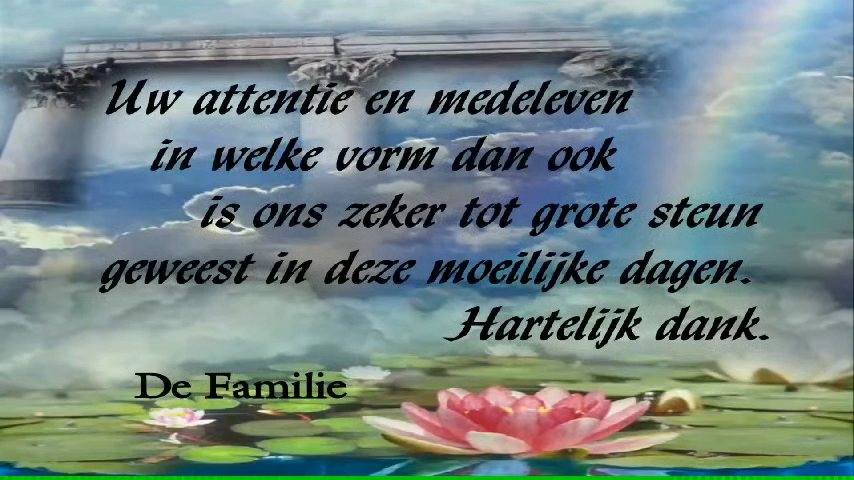 Uw attentie en medeleven
in welke vorm dan ook
is ons zeker tot grote steun
geweest in deze moeilijke dagen.
Hartelijk dank.
De Familie